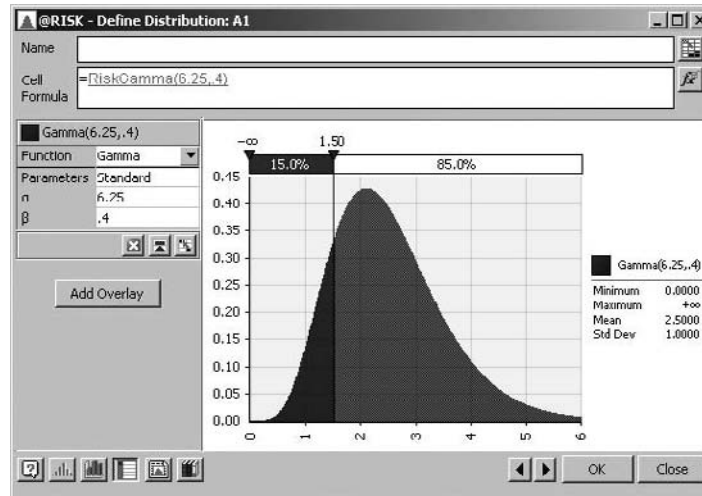 @RISK - Define Distribution: A1
Name
Cell Formula
=RiskGamma(6.25,.4)
fx
Gamma(6.25,.4)
Function Gamma
Parameters Standard
α 6.25
β .4
Add Overlay
-∞ 1.50
15.0% 85.0%
0.45
0.40
0.35
0.30
0.25
0.20
0.15
0.10
0.05
0.00
0 1 2 3 4 5 6
Gamma(6.25,.4)
Minimum 0.0000
Maximum +∞
Mean 2.5000
Std Dev 1.0000
OK Close